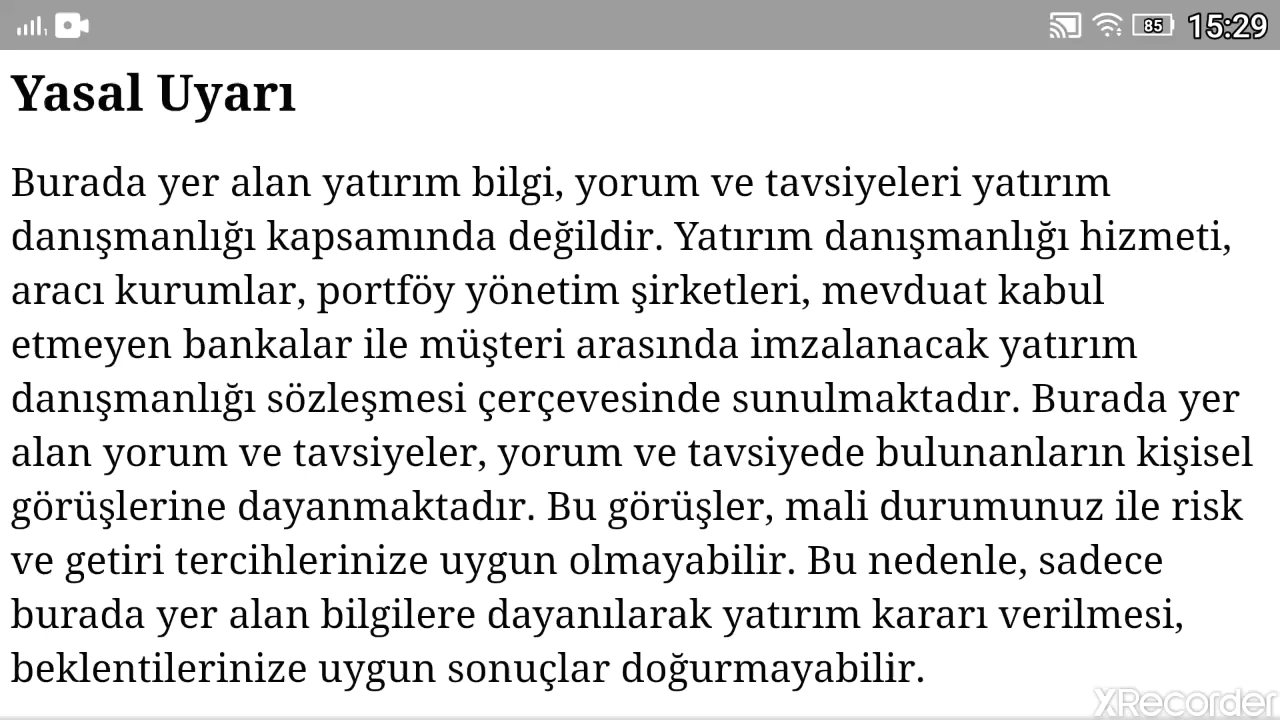 85 15:29
Yasal Uyarı
Burada yer alan yatırım bilgi, yorum ve tavsiyeleri yatırım
danışmanlığı kapsamında değildir. Yatırım danışmanlığı hizmeti,
aracı kurumlar, portföy yönetim şirketleri, mevduat kabul
etmeyen bankalar ile müşteri arasında imzalanacak yatırım
danışmanlığı sözleşmesi çerçevesinde sunulmaktadır. Burada yer
alan yorum ve tavsiyeler, yorum ve tavsiyede bulunanların kişisel
görüşlerine dayanmaktadır. Bu görüşler, mali durumunuz ile risk
ve getiri tercihlerinize uygun olmayabilir. Bu nedenle, sadece
burada yer alan bilgilere dayanılarak yatırım kararı verilmesi,
beklentilerinize uygun sonuçlar doğurmayabilir.
XRecorder